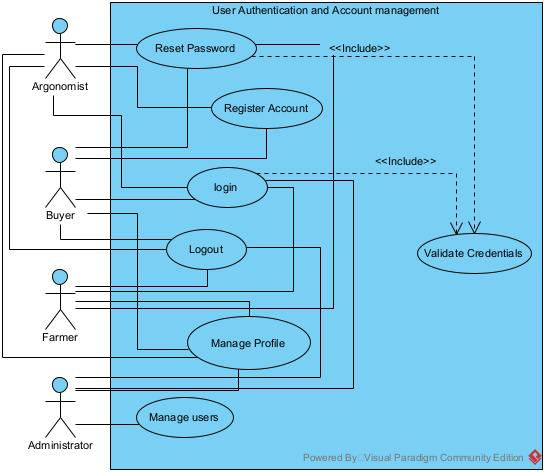 User Authentication and Account management
Reset Password
<<Include>>
Argonomist
Register Account
<<Include>>
login
Buyer
Logout
Validate Credentials
Farmer
Manage Profile
Manage users
Administrator
Powered By Visual Paradigm Community Edition